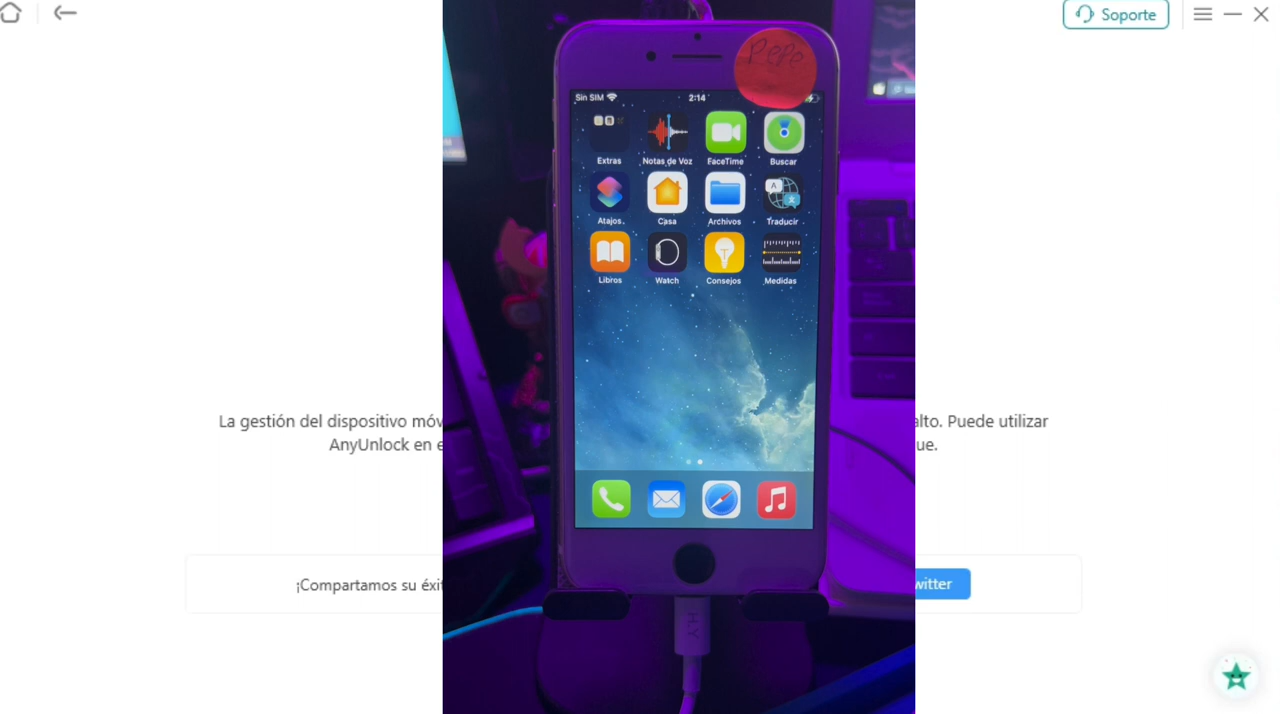 Soporte
Pepe
Sin SIM 2:14
Extras Notas de Voz FaceTime Buscar
Atajos Casa Archivos Traducir
Libros Watch Consejos Medidas
La gestión del dispositivo móv alto. Puede utilizar
AnyUnlock en e ue.
¡Compartamos su éxit witter
HLY